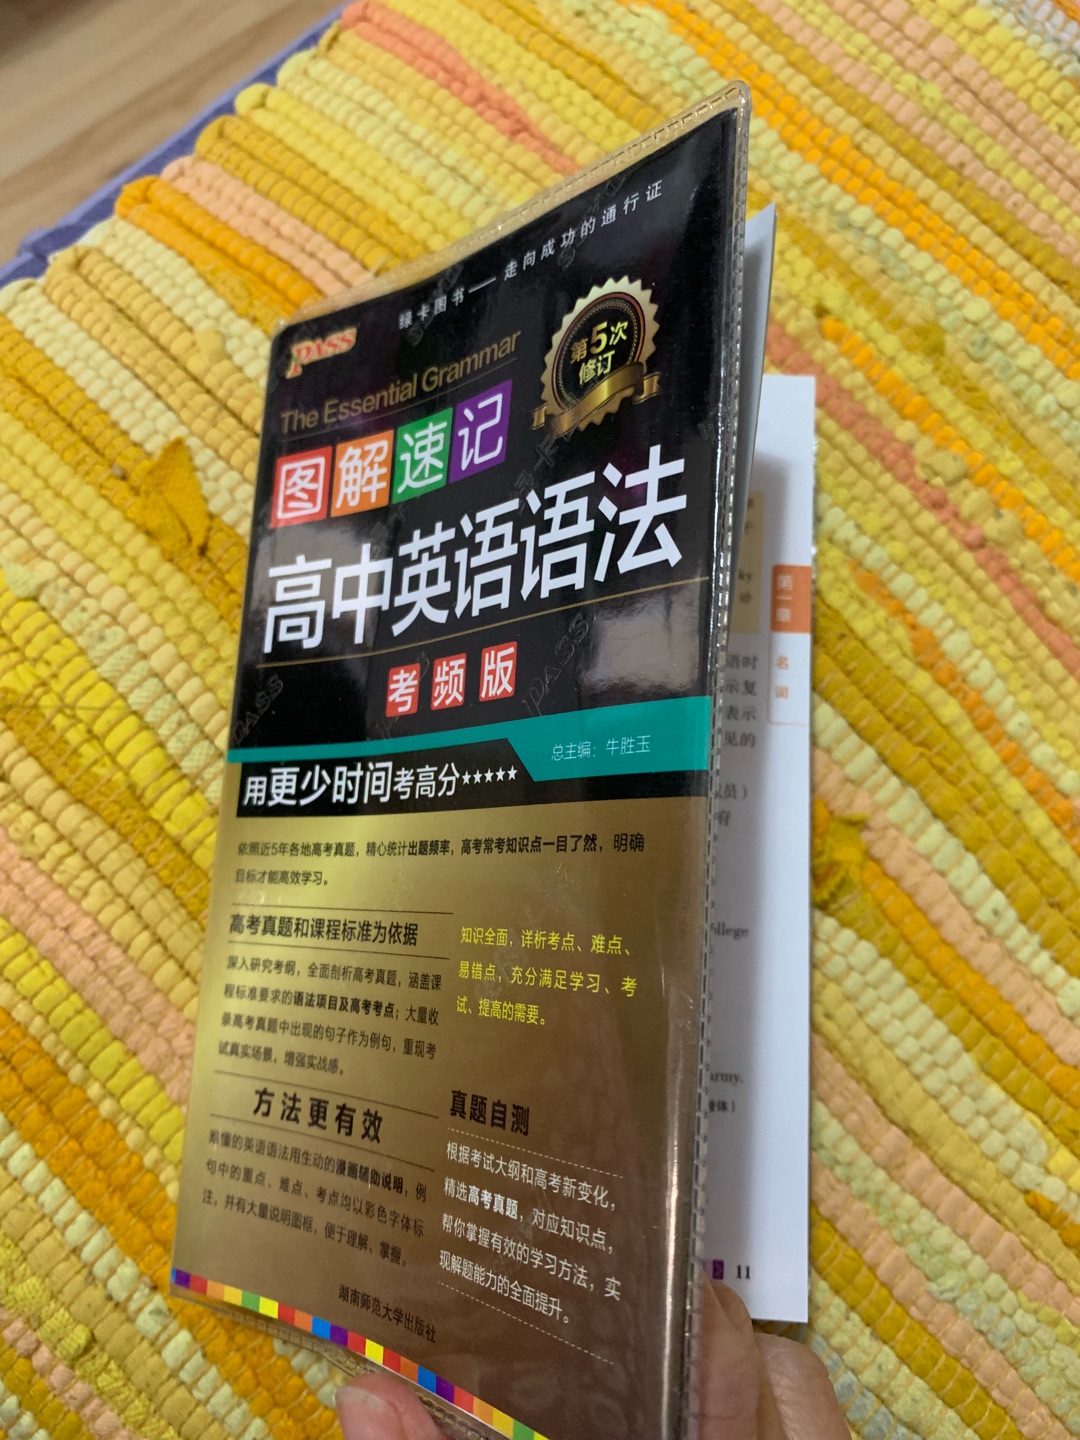 绿卡图书——走向成功的通行证
PASS
The Essential Grammar
第5次
修订
图解速记
高中英语语法
考频版
总主编：牛胜玉
用更少时间考高分★★★★★
依照近5年各地高考真题，精心统计出题频率，高考常考知识点一目了然，明确
目标才能高效学习。
高考真题和课程标准为依据
深入研究考纲，全面剖析高考真题，涵盖课
程标准要求的语法项目及高考考点；大量收
录高考真题中出现的句子作为例句，重现考
试真实场景，增强实战感。
知识全面，详析考点、难点、
易错点，充分满足学习、考
试、提高的需要。
方法更有效
难懂的英语语法用生动的漫画辅助说明，例
句中的重点、难点、考点均以彩色字体标
注，并有大量说明图框，便于理解、掌握。
真题自测
根据考试大纲和高考新变化，
精选高考真题，对应知识点，
帮你掌握有效的学习方法，实
现解题能力的全面提升。
湖南师范大学出版社
第一章
名词
语时
示复
表示
见的
员）
府
llege
army,
体）
11